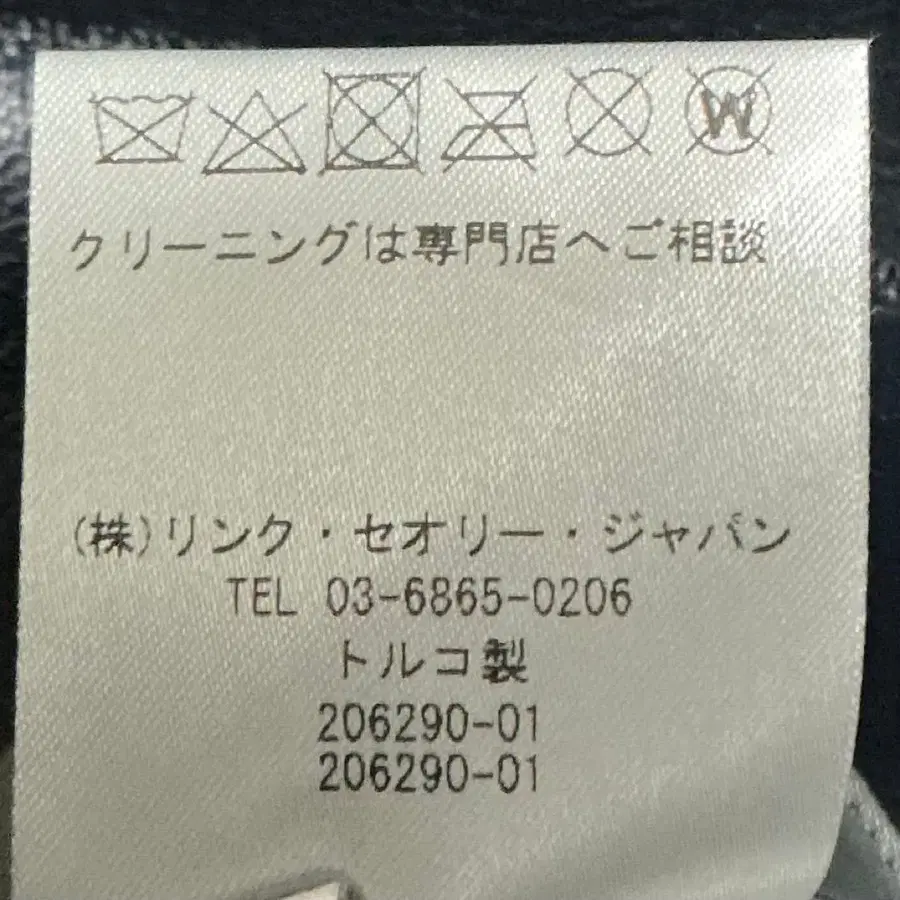 W
クリーニングは専門店へご相談
(株)リンク・セオリー・ジャパン
TEL 03-6865-0206
トルコ製
206290-01
206290-01